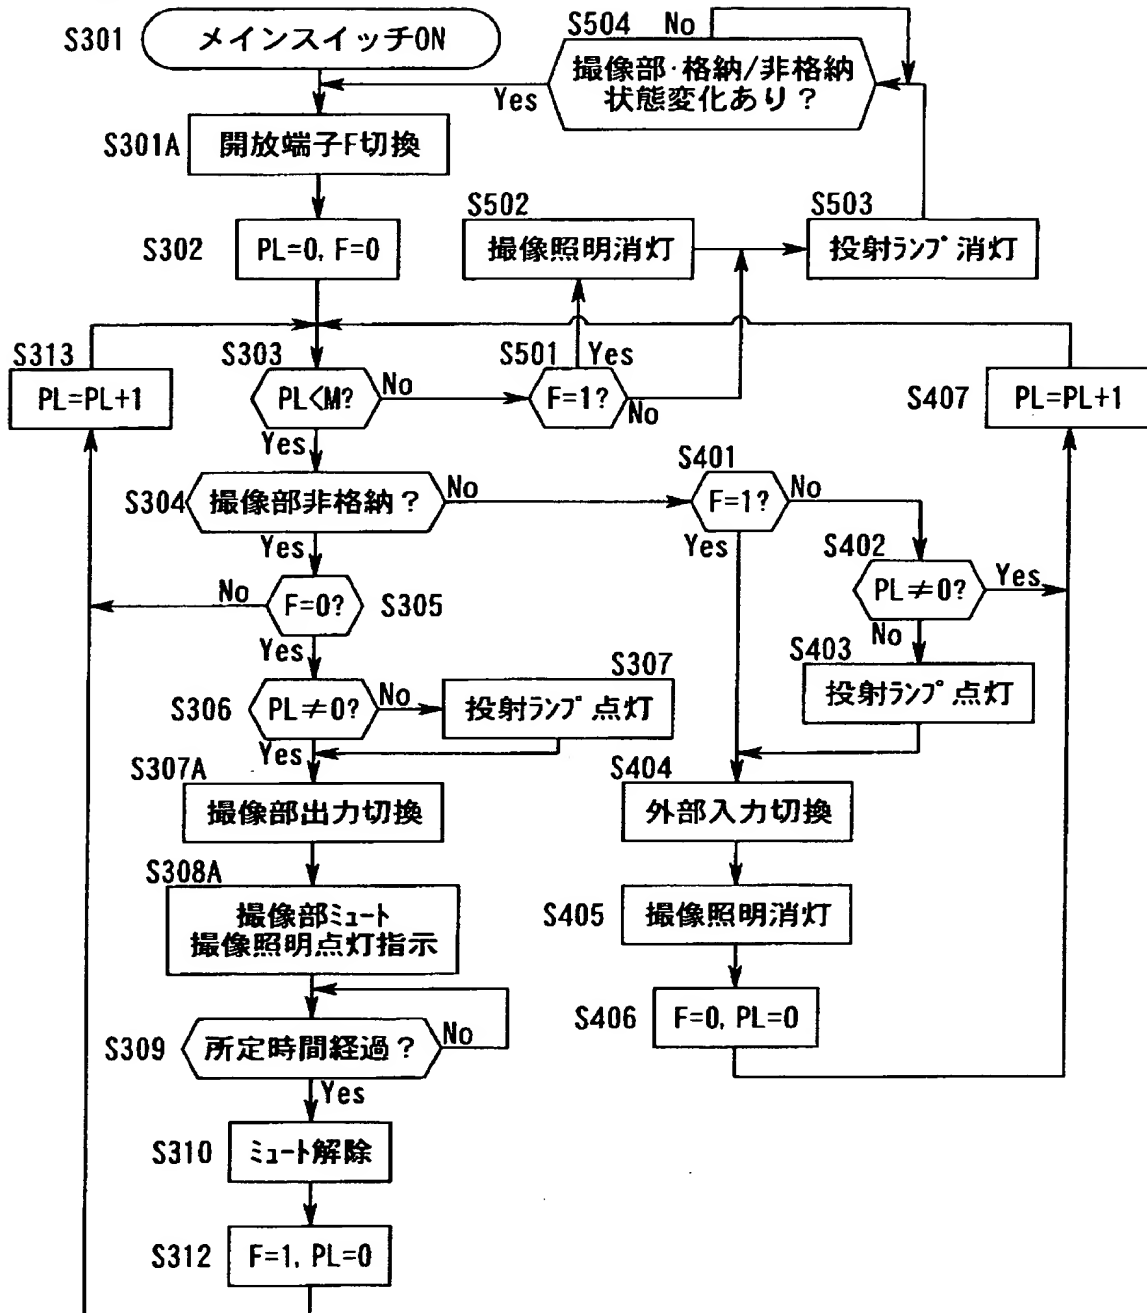 S301
メインスイッチON
S504
No
撮像部・格納/非格納
状態変化あり？
Yes
S301A
開放端子F切換
S302
PL=0, F=0
S502
撮像照明消灯
S503
投射ランプ消灯
S313
PL=PL+1
S303
PL<M?
No
Yes
S501
Yes
F=1?
No
S407
PL=PL+1
S304
撮像部非格納？
No
Yes
S401
F=1?
No
Yes
S402
PL≠0?
Yes
No
No
F=0?
S305
Yes
S403
投射ランプ点灯
S306
PL≠0?
No
Yes
S307
投射ランプ点灯
S307A
撮像部出力切換
S404
外部入力切換
S308A
撮像部ミュート
撮像照明点灯指示
S405
撮像照明消灯
S309
所定時間経過？
No
Yes
S406
F=0, PL=0
S310
ミュート解除
S312
F=1, PL=0